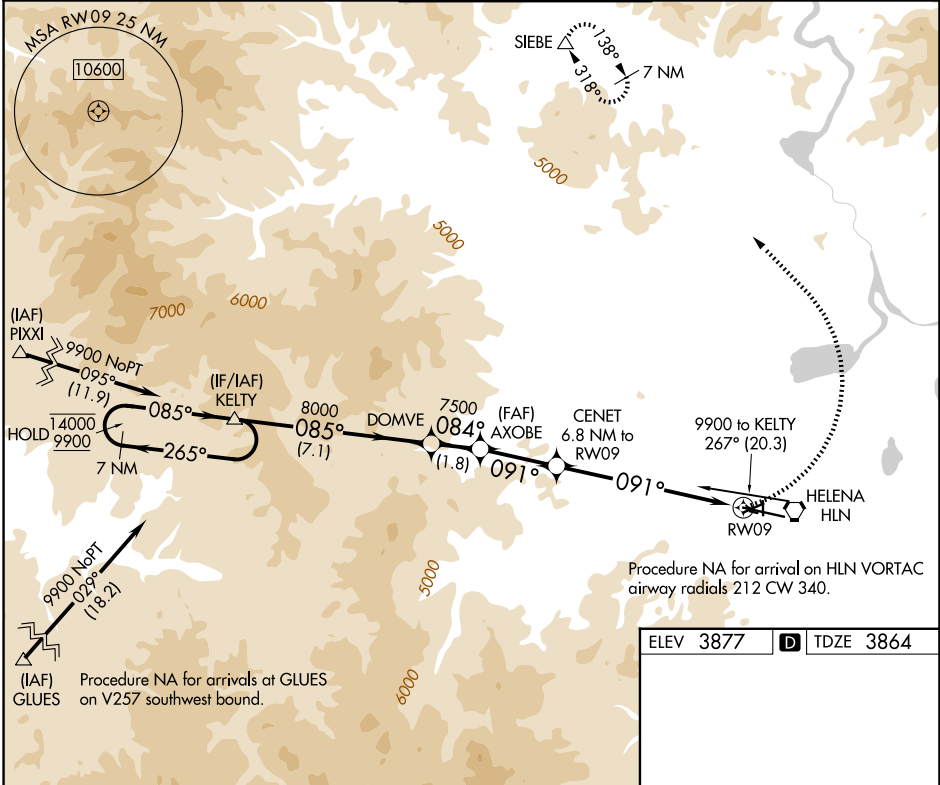 MSA RW09 25 NM
10600
SIEBE
138°
318°
7 NM
5000
5000
6000
7000
(IAF)
PIXXI
9900 NoPT
095°
(11.9)
(IF/IAF)
KELTY
HOLD
14000
9900
085°
265°
7 NM
8000
085°
(7.1)
DOMVE
7500
084°
(1.8)
(FAF)
AXOBE
091°
CENET
6.8 NM to
RW09
091°
9900 to KELTY
267° (20.3)
HELENA
HLN
RW09
Procedure NA for arrival on HLN VORTAC
airway radials 212 CW 340.
9900 NoPT
029°
(18.2)
(IAF)
GLUES
Procedure NA for arrivals at GLUES
on V257 southwest bound.
5000
6000
ELEV 3877
D
TDZE 3864